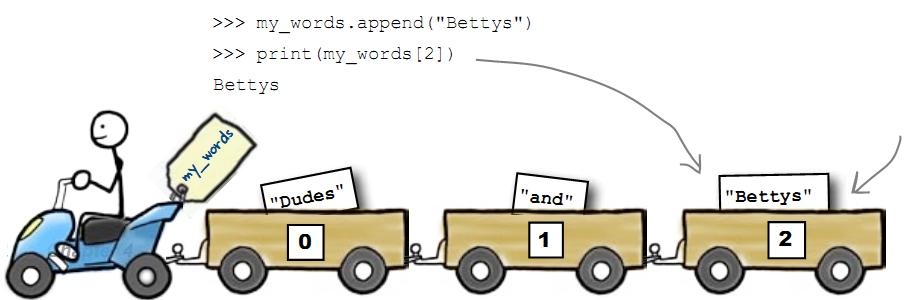 >>> my_words.append("Bettys")
>>> print(my_words[2])
Bettys
my_words
"Dudes"
"and"
"Bettys"
0
1
2